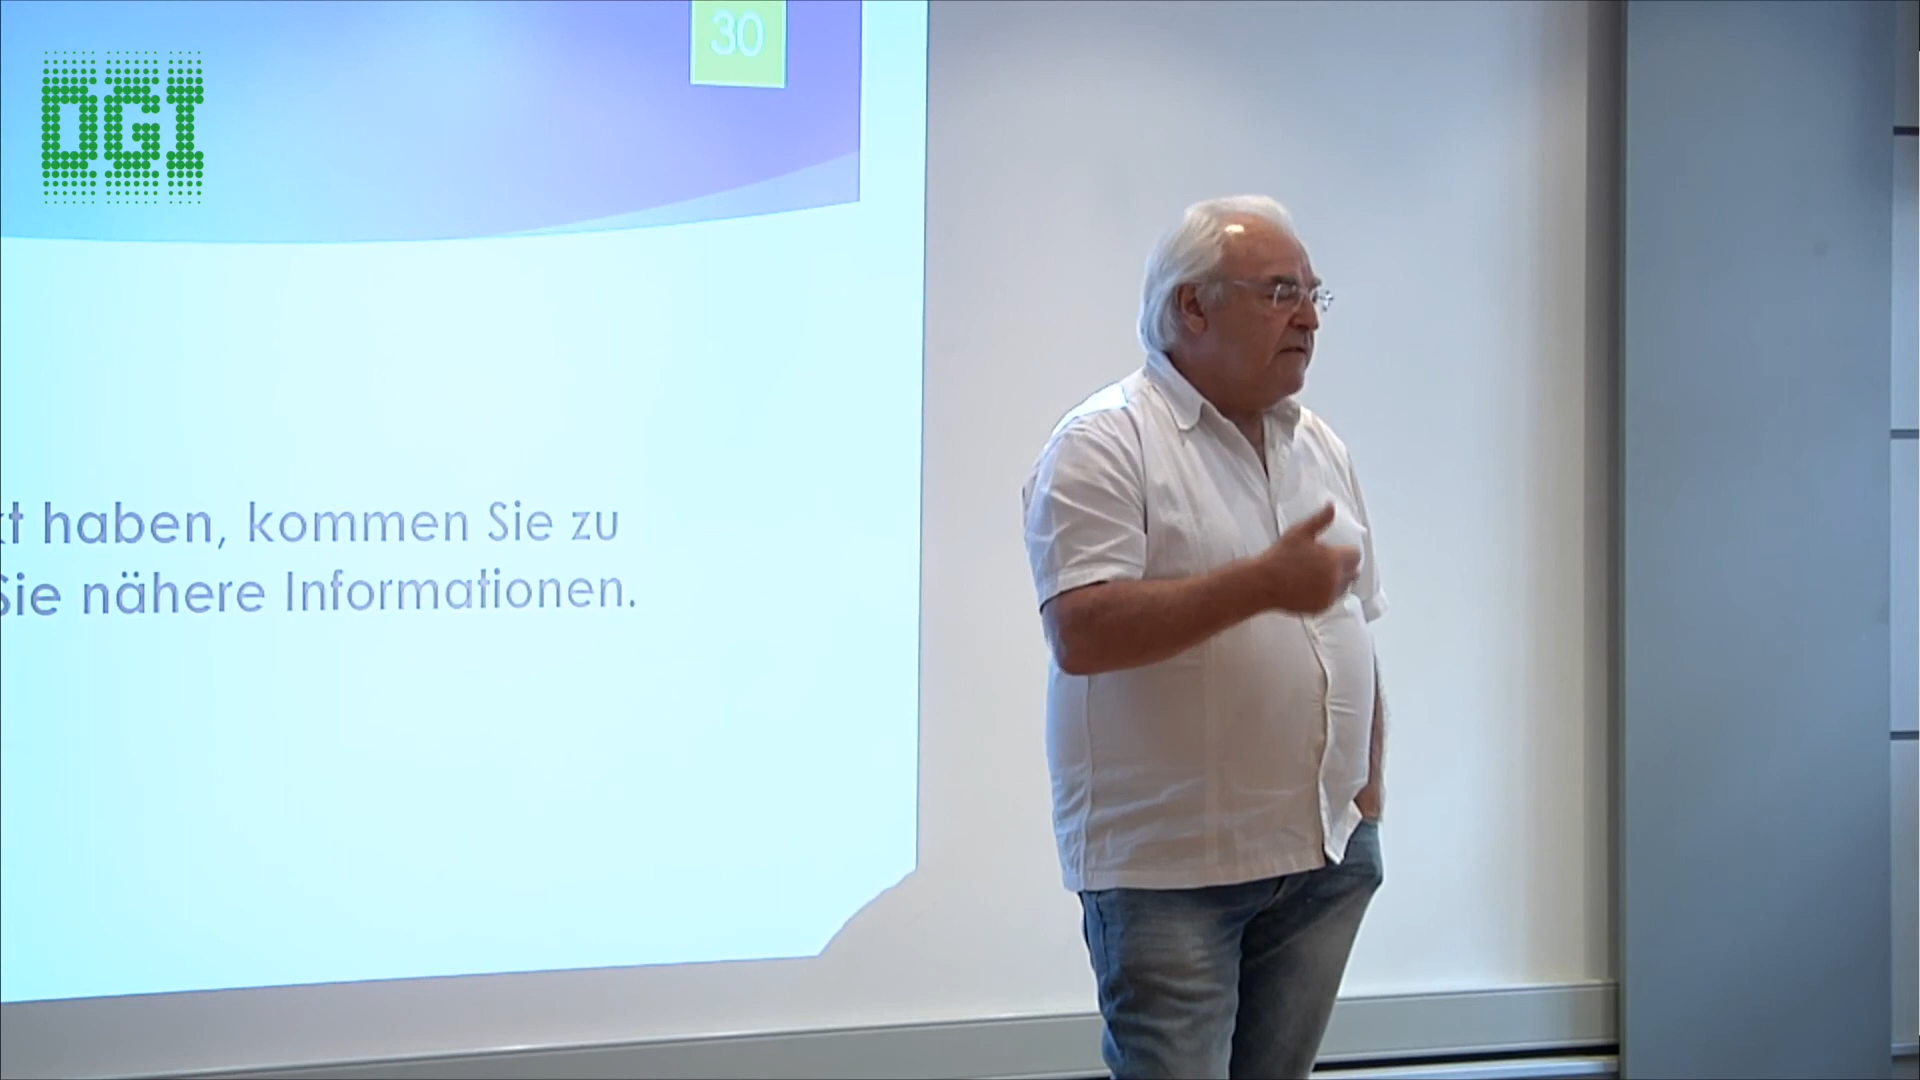 DGI
30
haben, kommen Sie zu
Sie nähere Informationen.